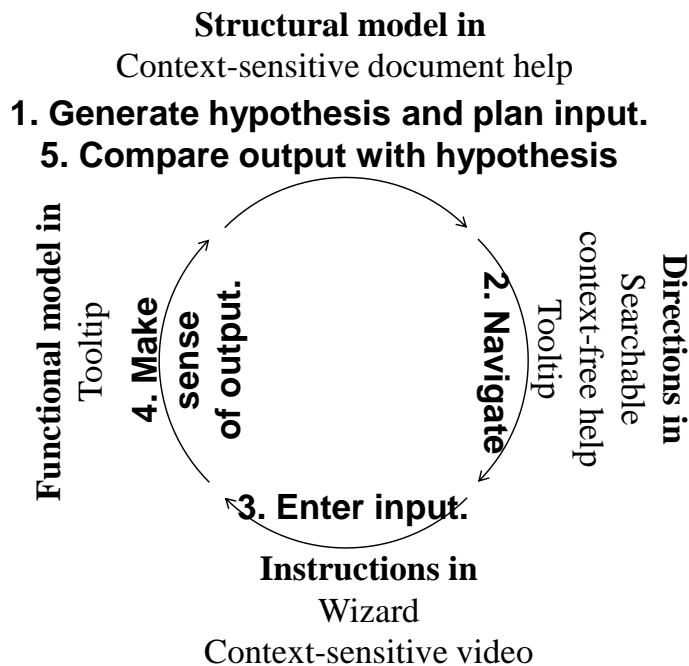 Structural model in
Context-sensitive document help
1. Generate hypothesis and plan input.
5. Compare output with hypothesis
2. Navigate
Tooltip
context-free help
Searchable
Directions in
3. Enter input.
Instructions in
Wizard
Context-sensitive video
Functional model in
Tooltip
4. Make
sense
of output.